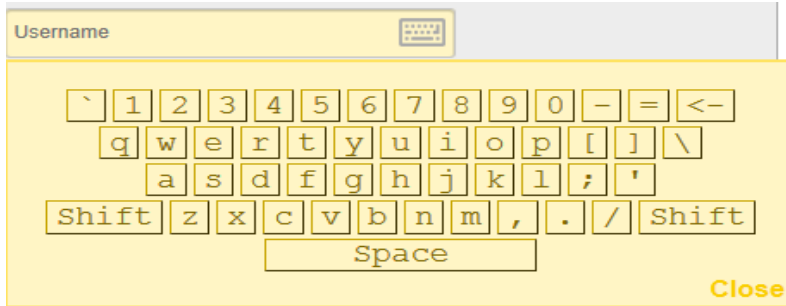 Username
` 1 2 3 4 5 6 7 8 9 0 - = <-
q w e r t y u i o p [ ] \
a s d f g h j k l ; '
Shift z x c v b n m , . / Shift
Space
Close